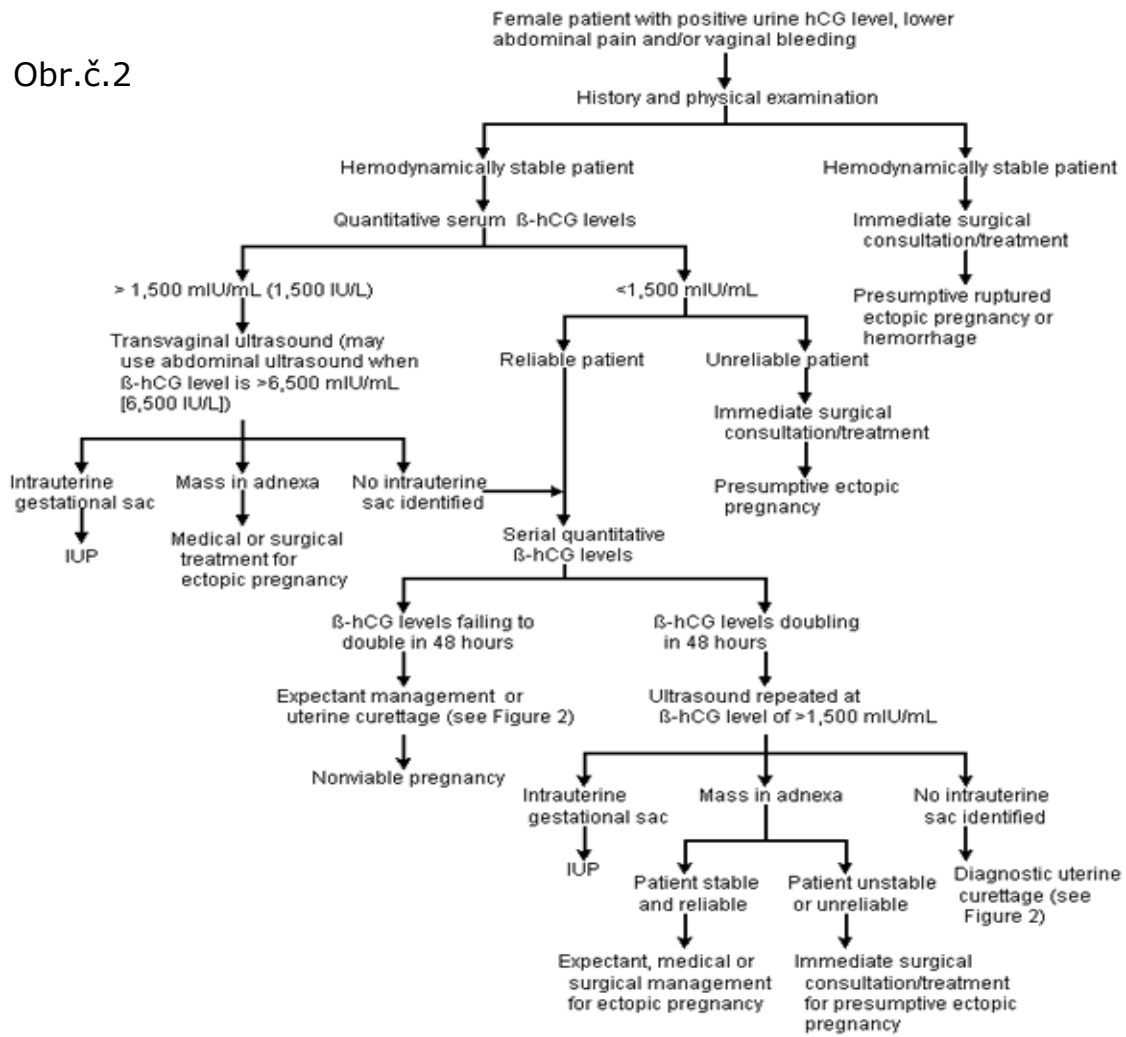 Female patient with positive urine hCG level, lower
abdominal pain and/or vaginal bleeding
Obr.č.2
History and physical examination
Hemodynamically stable patient
Hemodynamically stable patient
Quantitative serum ß-hCG levels
Immediate surgical
consultation/treatment
> 1,500 mIU/mL (1,500 IU/L)
<1,500 mIU/mL
Presumptive ruptured
ectopic pregnancy or
hemorrhage
Transvaginal ultrasound (may
use abdominal ultrasound when
ß-hCG level is >6,500 mIU/mL
[6,500 IU/L])
Reliable patient
Unreliable patient
Immediate surgical
consultation/treatment
Presumptive ectopic
pregnancy
Intrauterine
gestational sac
Mass in adnexa
No intrauterine
sac identified
IUP
Medical or surgical
treatment for
ectopic pregnancy
Serial quantitative
ß-hCG levels
ß-hCG levels failing to
double in 48 hours
ß-hCG levels doubling
in 48 hours
Expectant management or
uterine curettage (see Figure 2)
Ultrasound repeated at
ß-hCG level of >1,500 mIU/mL
Nonviable pregnancy
Intrauterine
gestational sac
Mass in adnexa
No intrauterine
sac identified
IUP
Patient stable
and reliable
Patient unstable
or unreliable
Diagnostic uterine
curettage (see
Figure 2)
Expectant, medical or
surgical management
for ectopic pregnancy
Immediate surgical
consultation/treatment
for presumptive ectopic
pregnancy